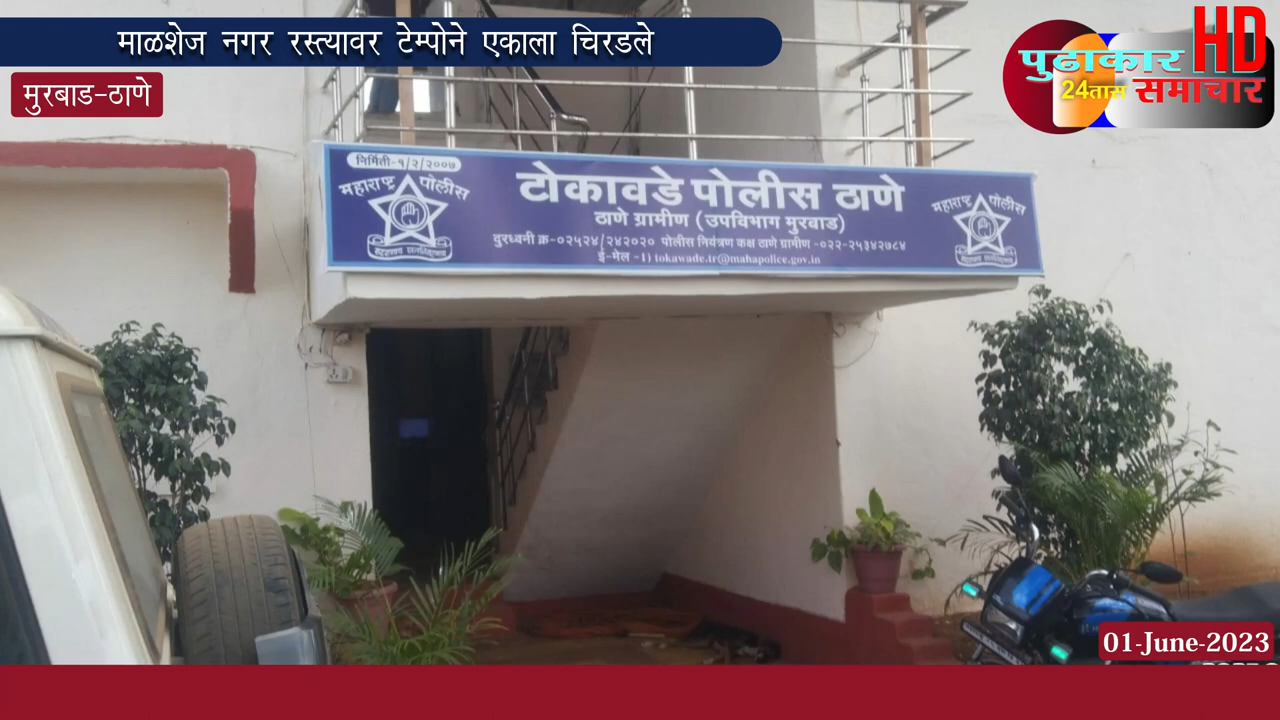 माळशेज नगर रस्त्यावर टेम्पोने एकाला चिरडले
मुरबाड-ठाणे
पुढाकार HD
24तास समाचार
निर्मिती-१/२/२००७
महाराष्ट्र पोलीस
टोकावडे पोलीस ठाणे
महाराष्ट्र पोलीस
ठाणे ग्रामीण (उपविभाग मुरबाड)
दुरध्वनी क्र-०२५२४/२४२०२० पोलीस नियंत्रण कक्ष ठाणे ग्रामीण -०२२-२५३४२७८४
ई-मेल -1) tokawade.tr@mahapolice.gov.in
01-June-2023